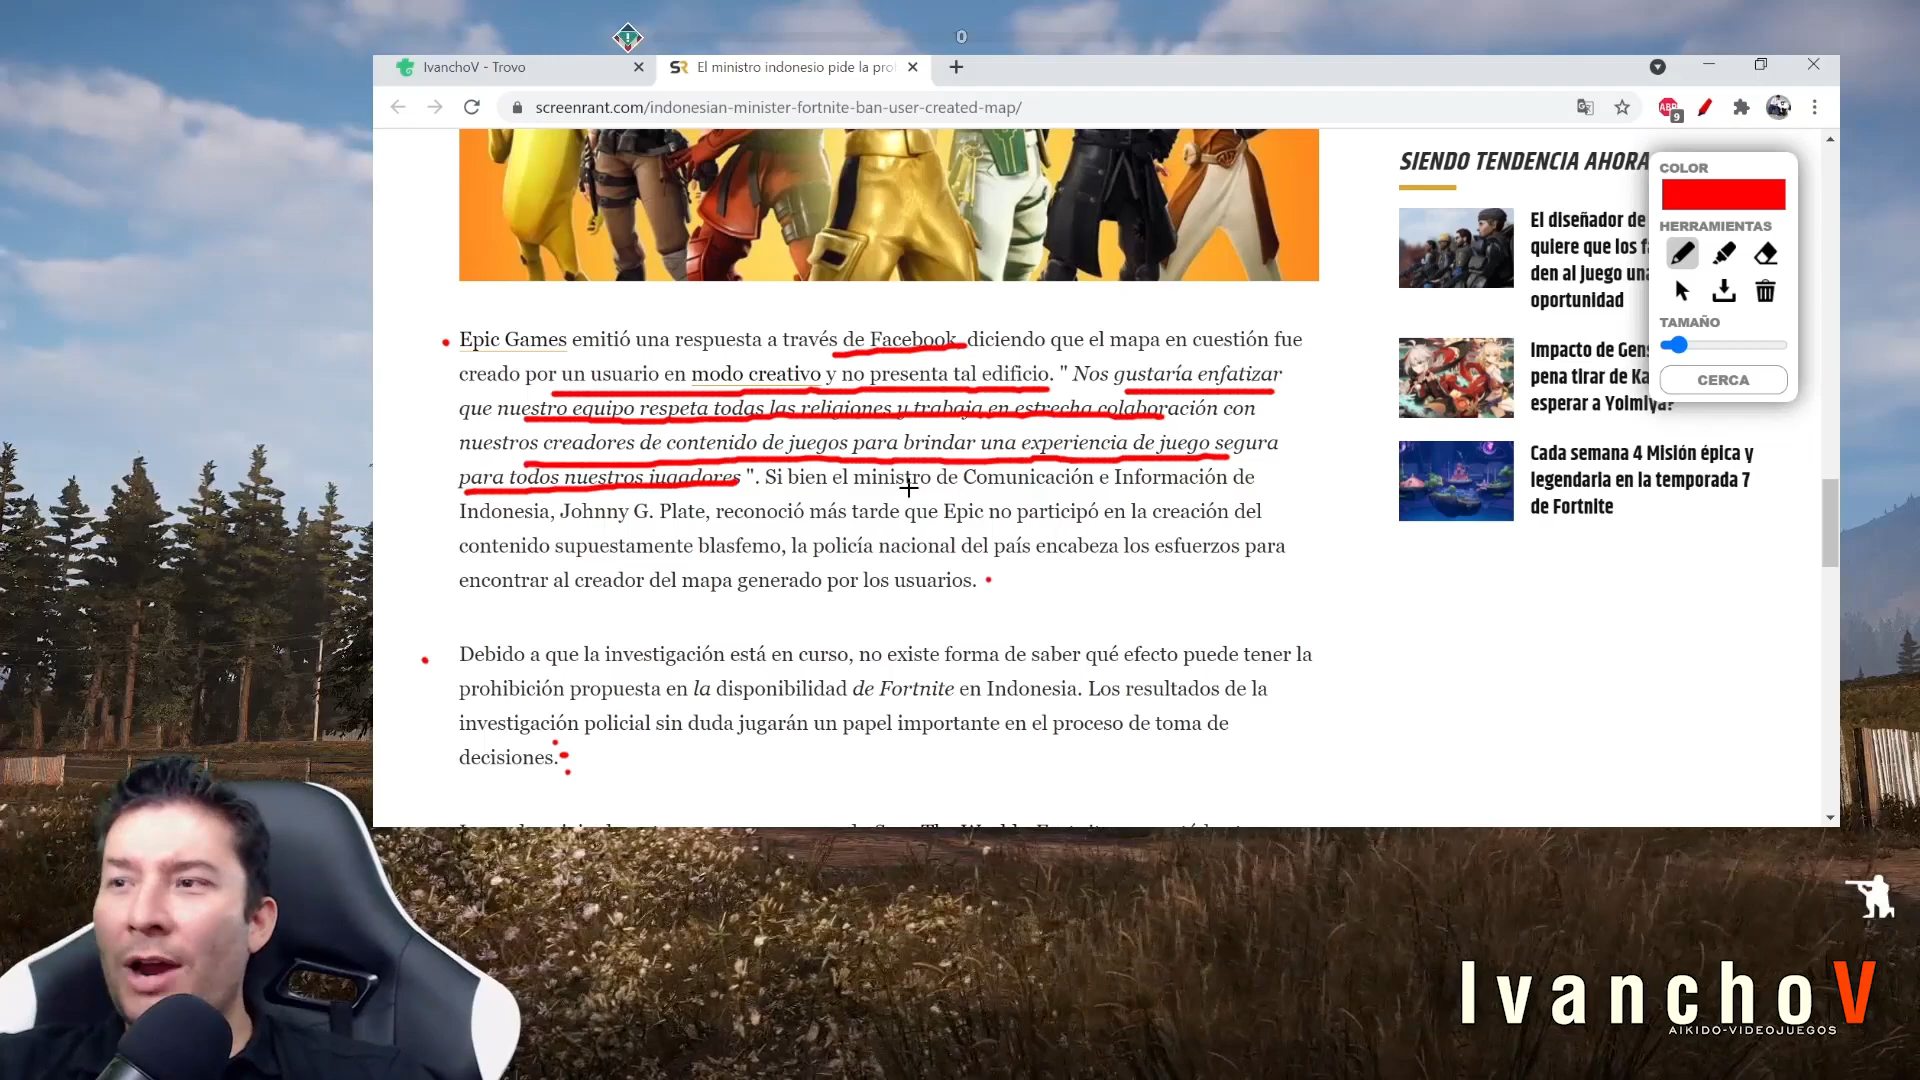 0
IvanchoV - Trovo
El ministro indonesio pide la pro
screenrant.com/indonesian-minister-fortnite-ban-user-created-map/
ABP
9
SIENDO TENDENCIA AHORA
COLOR
HERRAMIENTAS
TAMAÑO
CERCA
El diseñador de
quiere que los fa
den al juego una
oportunidad
Impacto de Gens
pena tirar de Ka
esperar a Yoimiya?
Cada semana 4 Misión épica y
legendaria en la temporada 7
de Fortnite
Epic Games emitió una respuesta a través de Facebook diciendo que el mapa en cuestión fue
creado por un usuario en modo creativo y no presenta tal edificio. " Nos gustaría enfatizar
que nuestro equipo respeta todas las religiones y trabaja en estrecha colaboración con
nuestros creadores de contenido de juegos para brindar una experiencia de juego segura
para todos nuestros jugadores ". Si bien el ministro de Comunicación e Información de
Indonesia, Johnny G. Plate, reconoció más tarde que Epic no participó en la creación del
contenido supuestamente blasfemo, la policía nacional del país encabeza los esfuerzos para
encontrar al creador del mapa generado por los usuarios.
Debido a que la investigación está en curso, no existe forma de saber qué efecto puede tener la
prohibición propuesta en la disponibilidad de Fortnite en Indonesia. Los resultados de la
investigación policial sin duda jugarán un papel importante en el proceso de toma de
decisiones.
IvanchoV
AIKIDO-VIDEOJUEGOS